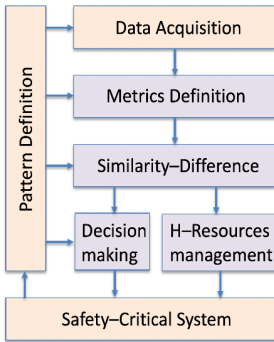 Pattern Definition
Data Acquisition
Metrics Definition
Similarity–Difference
Decision
making
H–Resources
management
Safety–Critical System